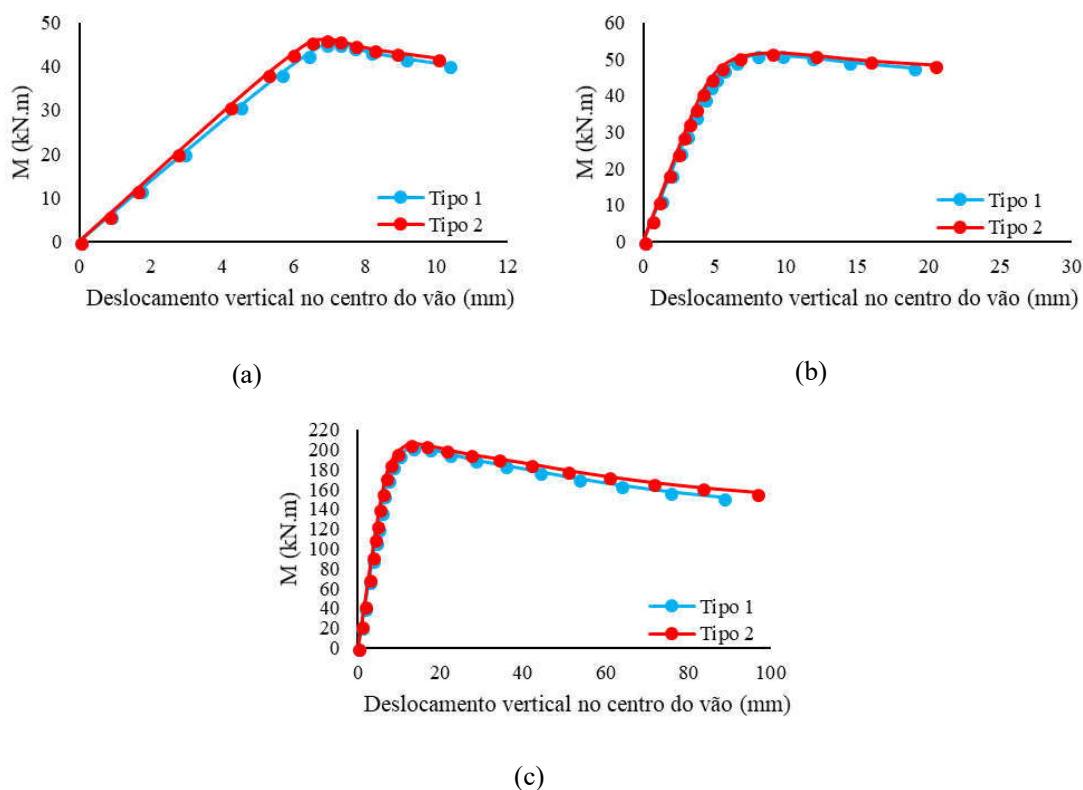 50
40
30
20
10
0
M (kN.m)
Tipo 1
Tipo 2
0 2 4 6 8 10 12
Deslocamento vertical no centro do vão (mm)
(a)
60
50
40
30
20
10
0
M (kN.m)
Tipo 1
Tipo 2
0 5 10 15 20 25 30
Deslocamento vertical no centro do vão (mm)
(b)
220
200
180
160
140
120
100
80
60
40
20
0
M (kN.m)
Tipo 1
Tipo 2
0 20 40 60 80 100
Deslocamento vertical no centro do vão (mm)
(c)